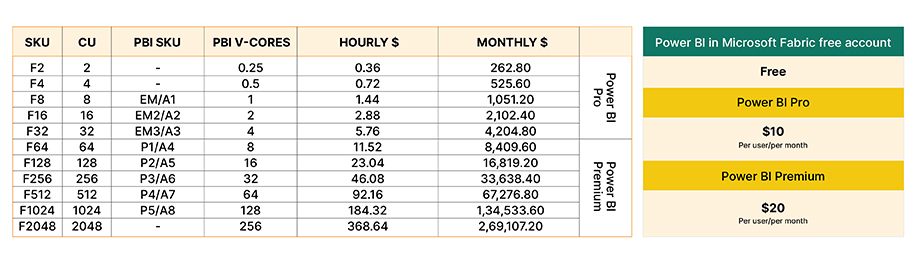 SKU CU PBI SKU PBI V-CORES HOURLY $ MONTHLY $
F2 2 - 0.25 0.36 262.80
F4 4 - 0.5 0.72 525.60
F8 8 EM/A1 1 1.44 1,051.20
F16 16 EM2/A2 2 2.88 2,102.40
F32 32 EM3/A3 4 5.76 4,204.80
Power BI
Pro
F64 64 P1/A4 8 11.52 8,409.60
F128 128 P2/A5 16 23.04 16,819.20
F256 256 P3/A6 32 46.08 33,638.40
F512 512 P4/A7 64 92.16 67,276.80
F1024 1024 P5/A8 128 184.32 1,34,533.60
F2048 2048 - 256 368.64 2,69,107.20
Power BI
Premium
Power BI in Microsoft Fabric free account
Free
Power BI Pro
$10
Per user/per month
Power BI Premium
$20
Per user/per month